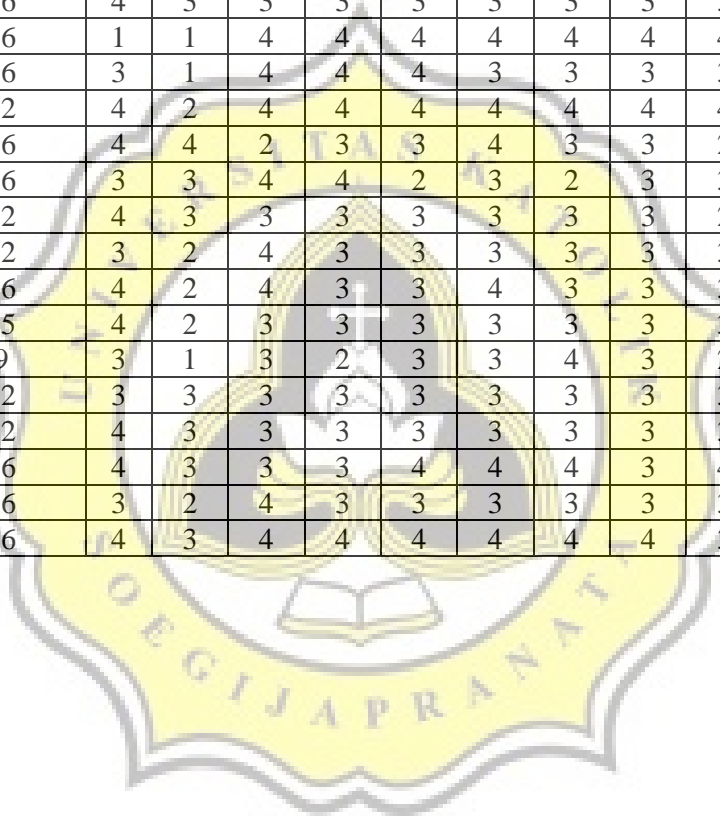 6 4 3 3 3 3 3 3 3
6 1 1 4 4 4 4 4 4
6 3 1 4 4 4 3 3 3
2 4 2 4 4 4 4 4 4
6 4 4 2 3 3 4 3 3
6 3 3 4 4 2 3 2 3
2 4 3 3 3 3 3 3 3
2 3 2 4 3 3 3 3 3
6 4 2 4 3 3 4 3 3
5 4 2 3 3 3 3 3 3
9 3 1 3 2 3 3 4 3
2 3 3 3 3 3 3 3 3
2 4 3 3 3 3 3 3 3
6 4 3 3 3 4 4 4 3
6 3 2 4 3 3 3 3 3
6 4 3 4 4 4 4 4 4
UNIVERSITAS KATOLIK
SOEGIJAPRANATA